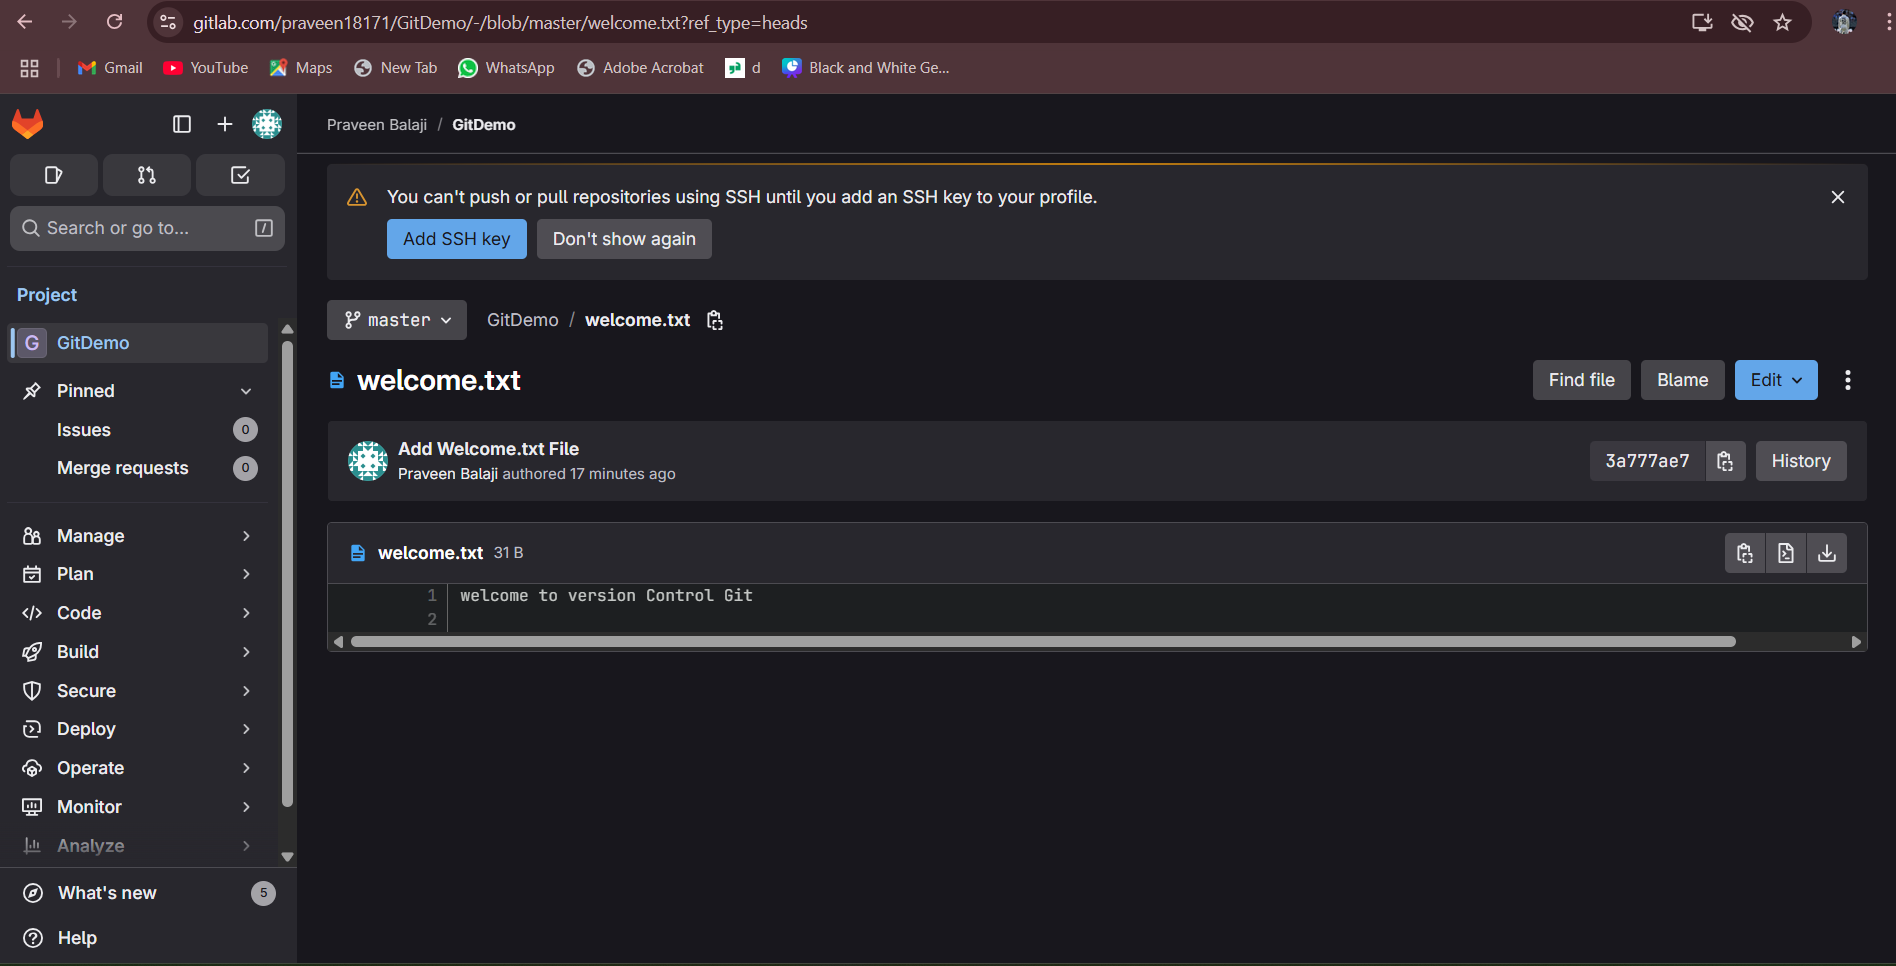 gitlab.com/praveen18171/GitDemo/-/blob/master/welcome.txt?ref_type=heads
Gmail YouTube Maps New Tab WhatsApp Adobe Acrobat d Black and White Ge...
Praveen Balaji / GitDemo
You can't push or pull repositories using SSH until you add an SSH key to your profile.
Add SSH key Don't show again
Search or go to... /
Project
G GitDemo
Pinned
Issues 0
Merge requests 0
Manage
Plan
Code
Build
Secure
Deploy
Operate
Monitor
Analyze
What's new 5
Help
master GitDemo / welcome.txt
welcome.txt
Find file Blame Edit
Add Welcome.txt File
Praveen Balaji authored 17 minutes ago
3a777ae7 History
welcome.txt 31 B
1 welcome to version Control Git
2